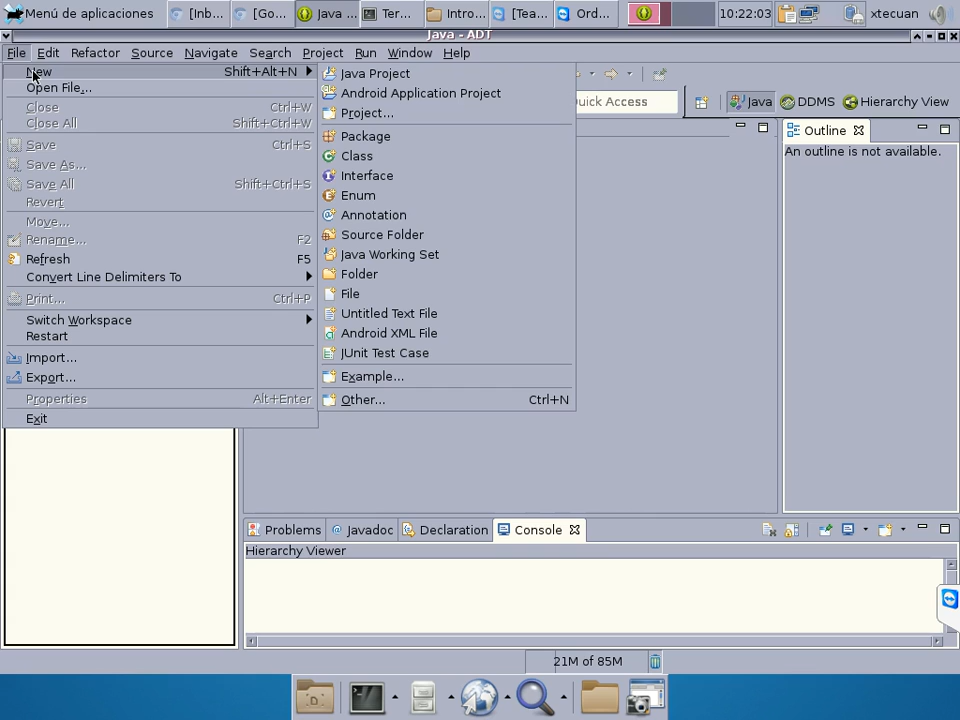 Menú de aplicaciones [Inb... [Go... Java ... Ter... Intro... [Tea... Ord... 10:22:03 xtecuan
Java - ADT
File Edit Refactor Source Navigate Search Project Run Window Help
New Shift+Alt+N
Open File...
Close Ctrl+W
Close All Shift+Ctrl+W
Save Ctrl+S
Save As...
Save All Shift+Ctrl+S
Revert
Move...
Rename... F2
Refresh F5
Convert Line Delimiters To
Print... Ctrl+P
Switch Workspace
Restart
Import...
Export...
Properties Alt+Enter
Exit
Java Project
Android Application Project
Project...
Package
Class
Interface
Enum
Annotation
Source Folder
Java Working Set
Folder
File
Untitled Text File
Android XML File
JUnit Test Case
Example...
Other... Ctrl+N
uick Access Java DDMS Hierarchy View
Outline
An outline is not available.
Problems Javadoc Declaration Console
Hierarchy Viewer
21M of 85M